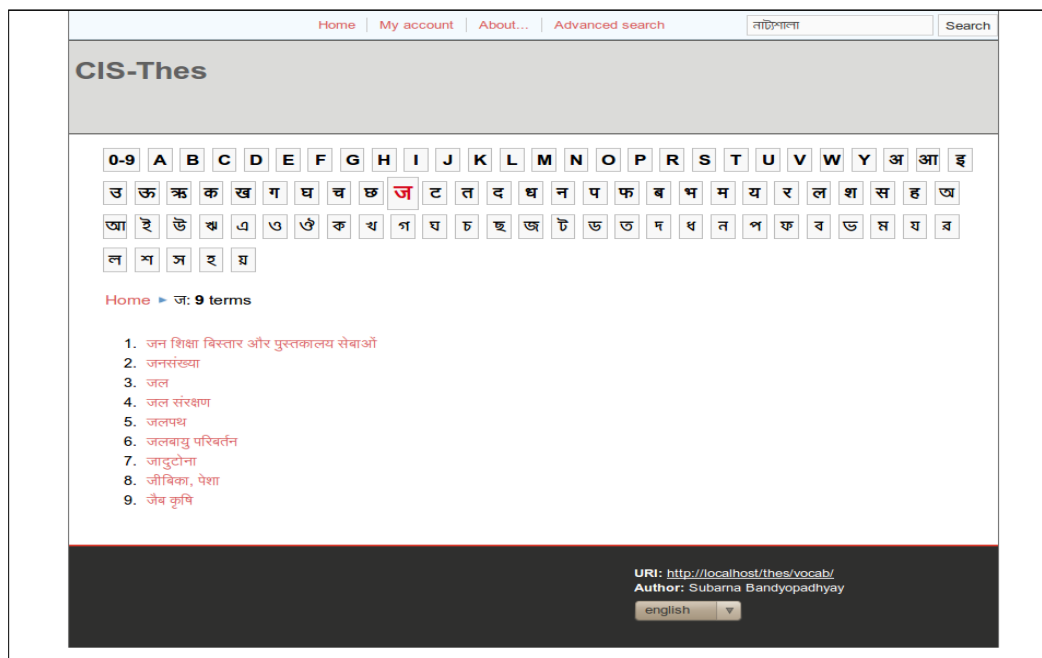 Home My account About... Advanced search নাট্যশালা Search
CIS-Thes
0-9 A B C D E F G H I J K L M N O P R S T U V W Y अ आ इ
उ ऊ ऋ क ख ग घ च छ ज ट त द ध न प फ ब भ म य र ल श स ह অ
আ ই উ ঋ এ ও ঔ ক খ গ ঘ চ ছ জ ট ড ত দ ধ ন প ফ ব ভ ম য র
ল শ স হ য়
Home ► ज: 9 terms
1. जन शिक्षा बिस्तार और पुस्तकालय सेबाओं
2. जनसंख्या
3. जल
4. जल संरक्षण
5. जलपथ
6. जलबायु परिबर्तन
7. जादुटोना
8. जीबिका, पेशा
9. जैब कृषि
URI: http://localhost/thes/vocab/
Author: Subarna Bandyopadhyay
english